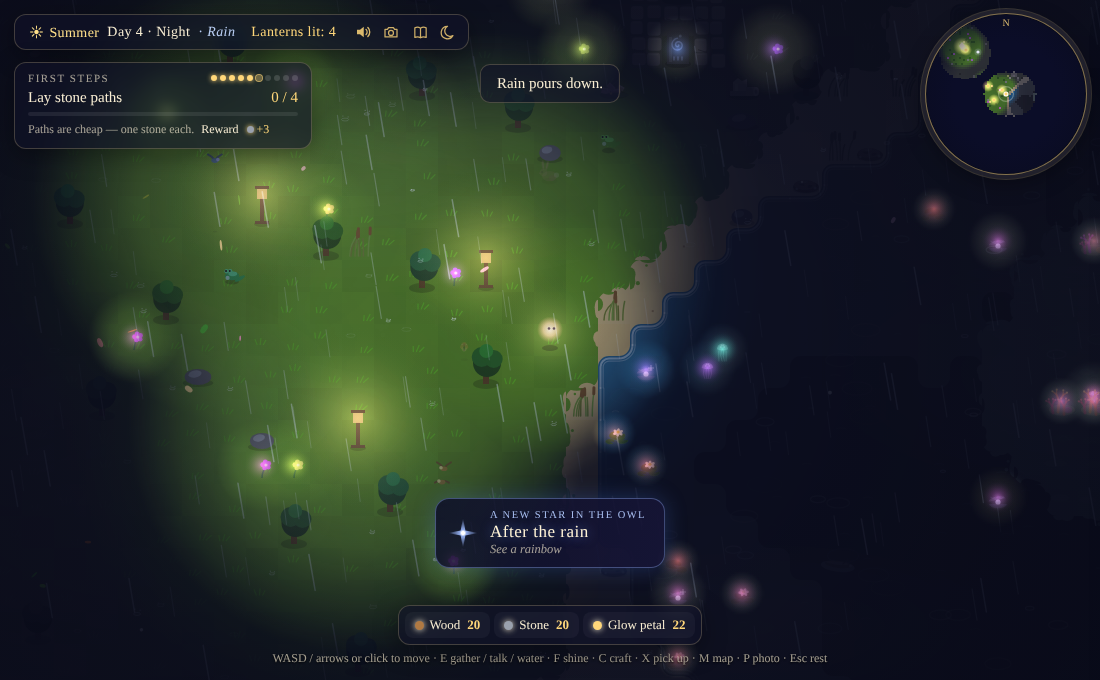 Summer Day 4 · Night · Rain Lanterns lit: 4
N
FIRST STEPS
Lay stone paths 0 / 4
Paths are cheap — one stone each. Reward +3
Rain pours down.
A NEW STAR IN THE OWL
After the rain
See a rainbow
Wood 20 Stone 20 Glow petal 22
WASD / arrows or click to move · E gather / talk / water · F shine · C craft · X pick up · M map · P photo · Esc rest